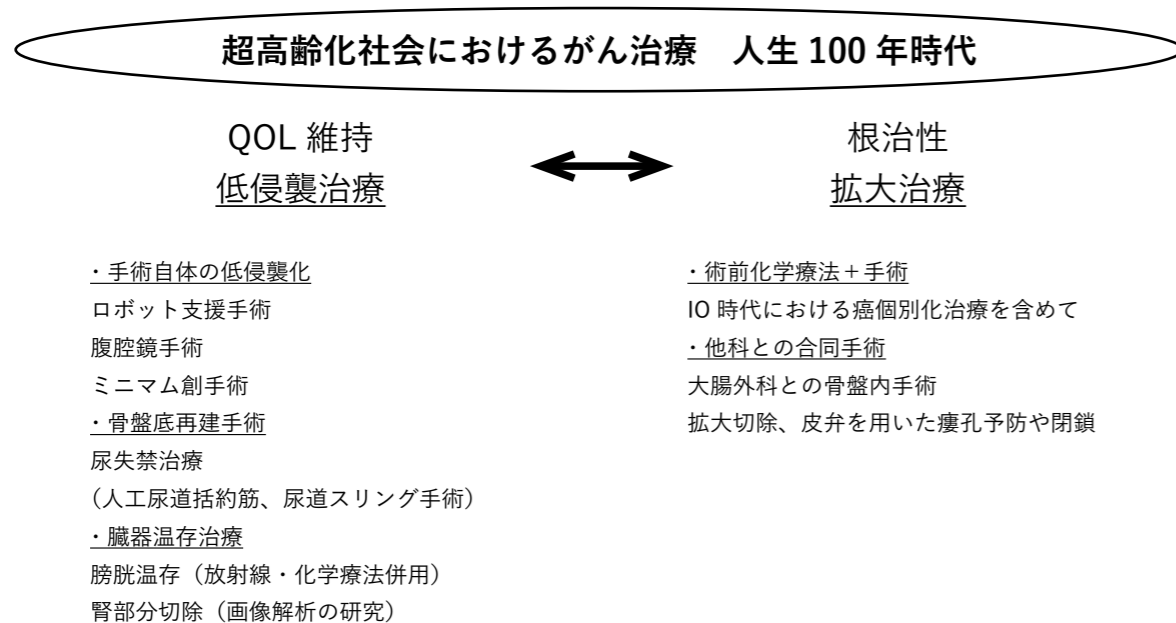 超高齢化社会におけるがん治療　人生 100 年時代
QOL 維持
低侵襲治療
・手術自体の低侵襲化
ロボット支援手術
腹腔鏡手術
ミニマム創手術
・骨盤底再建手術
尿失禁治療
(人工尿道括約筋、尿道スリング手術)
・臓器温存治療
膀胱温存（放射線・化学療法併用）
腎部分切除（画像解析の研究）
根治性
拡大治療
・術前化学療法＋手術
IO 時代における癌個別化治療を含めて
・他科との合同手術
大腸外科との骨盤内手術
拡大切除、皮弁を用いた瘻孔予防や閉鎖